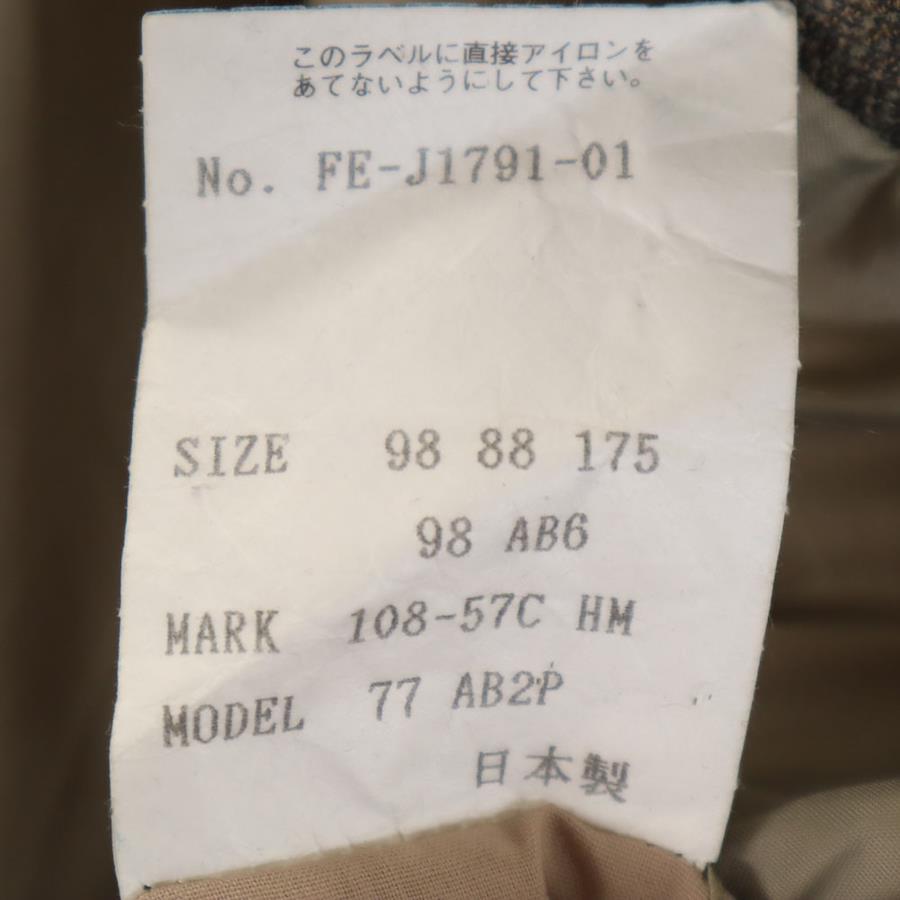 このラベルに直接アイロンを
あてないようにして下さい。
No. FE-J1791-01
SIZE 98 88 175
98 AB6
MARK 108-57C HM
MODEL 77 AB2P
日本製